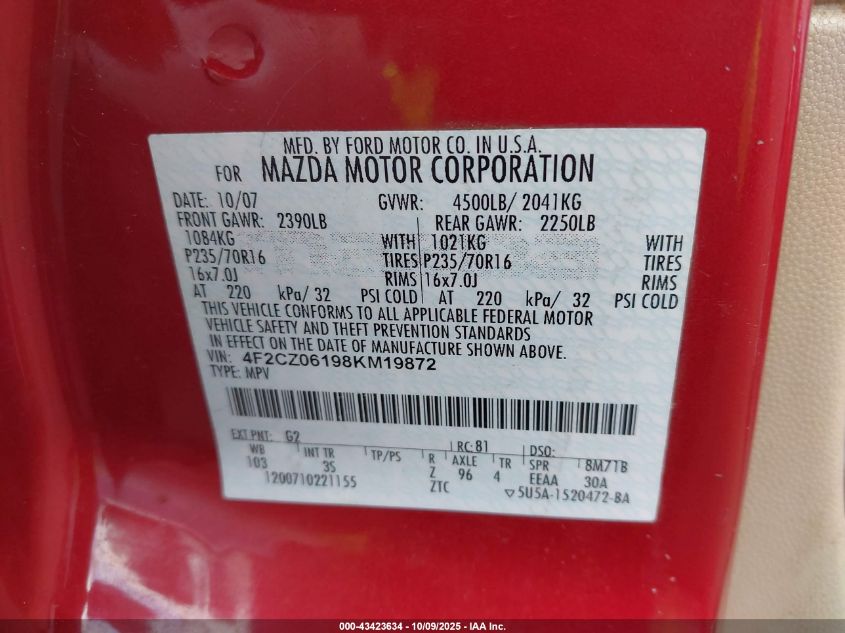 MFD. BY FORD MOTOR CO. IN U.S.A.
FOR MAZDA MOTOR CORPORATION
DATE: 10/07 GVWR: 4500LB/ 2041KG
FRONT GAWR: 2390LB REAR GAWR: 2250LB
1084KG WITH 1021KG WITH
P235/70R16 TIRES P235/70R16 TIRES
16x7.0J RIMS 16x7.0J RIMS
AT 220 kPa/ 32 PSI COLD AT 220 kPa/ 32 PSI COLD
THIS VEHICLE CONFORMS TO ALL APPLICABLE FEDERAL MOTOR
VEHICLE SAFETY AND THEFT PREVENTION STANDARDS
IN EFFECT ON THE DATE OF MANUFACTURE SHOWN ABOVE.
VIN: 4F2CZ06198KM19872
TYPE: MPV
EXT PNT: G2 RC: 81 DSO:
WB INT TR TP/PS R AXLE TR SPR 8M71B
103 3S Z 96 4 EEAA 30A
1200710221155 ZTC ▽5U5A-1520472-BA
000-43423634 | 10/09/2025 - IAA Inc.